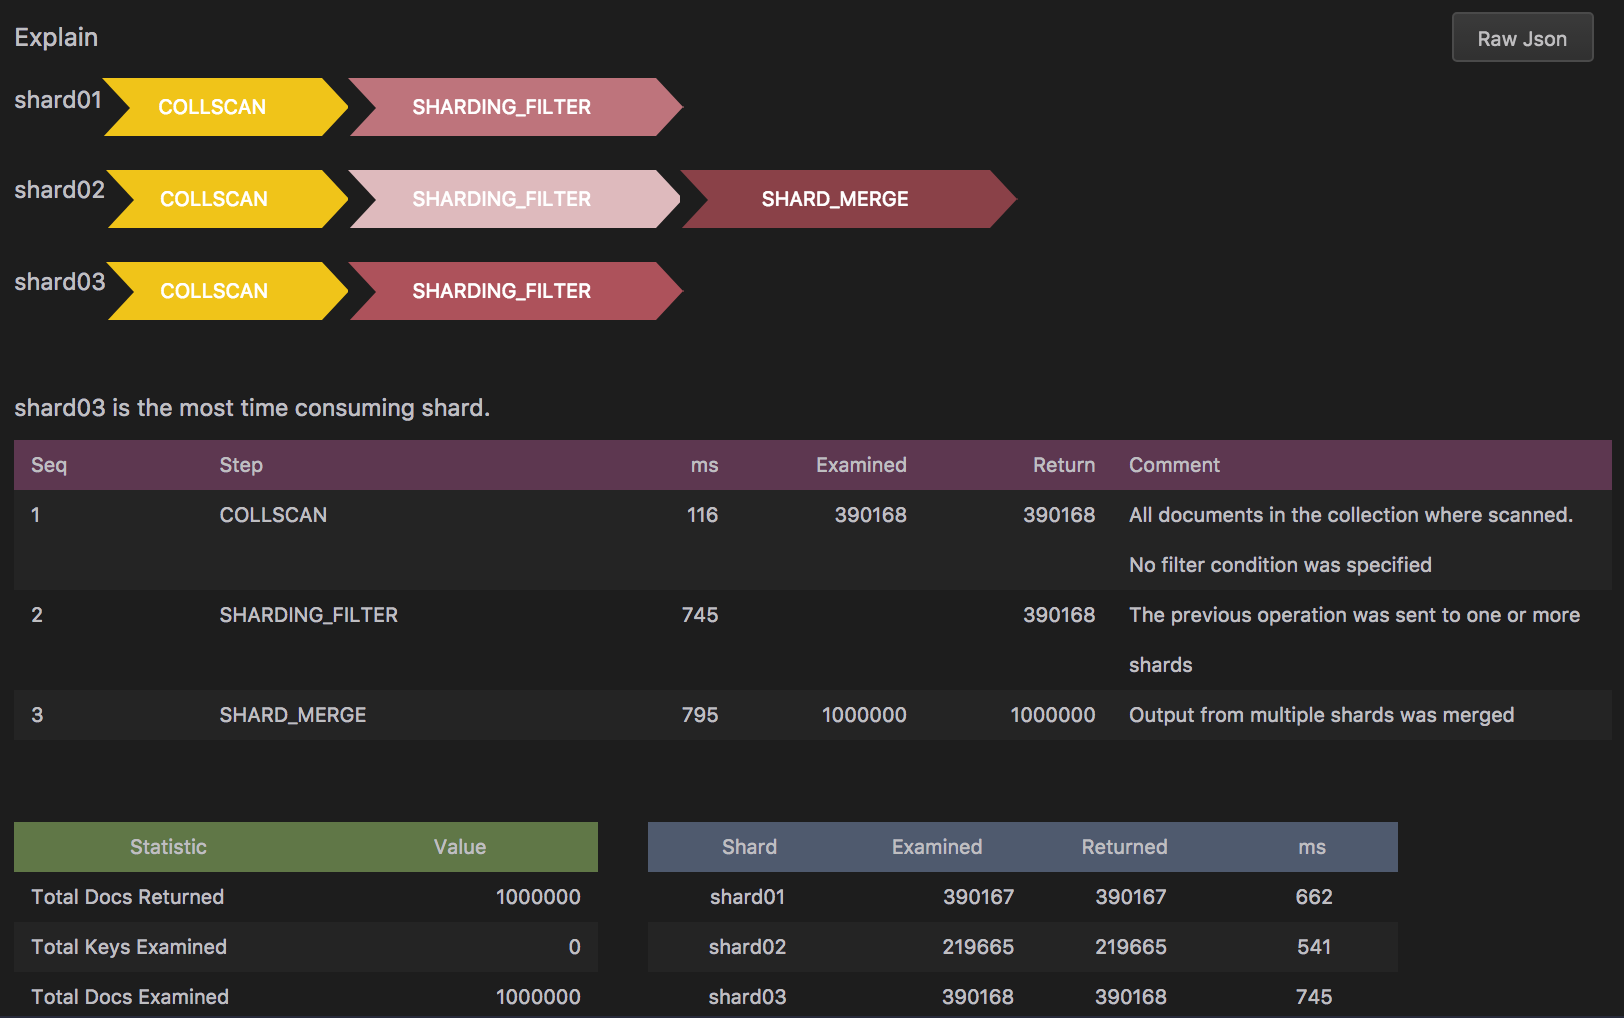 Explain
Raw Json
shard01 COLLSCAN SHARDING_FILTER
shard02 COLLSCAN SHARDING_FILTER SHARD_MERGE
shard03 COLLSCAN SHARDING_FILTER
shard03 is the most time consuming shard.
Seq Step ms Examined Return Comment
1 COLLSCAN 116 390168 390168 All documents in the collection where scanned.
No filter condition was specified
2 SHARDING_FILTER 745 390168 The previous operation was sent to one or more
shards
3 SHARD_MERGE 795 1000000 1000000 Output from multiple shards was merged
Statistic Value
Total Docs Returned 1000000
Total Keys Examined 0
Total Docs Examined 1000000
Shard Examined Returned ms
shard01 390167 390167 662
shard02 219665 219665 541
shard03 390168 390168 745